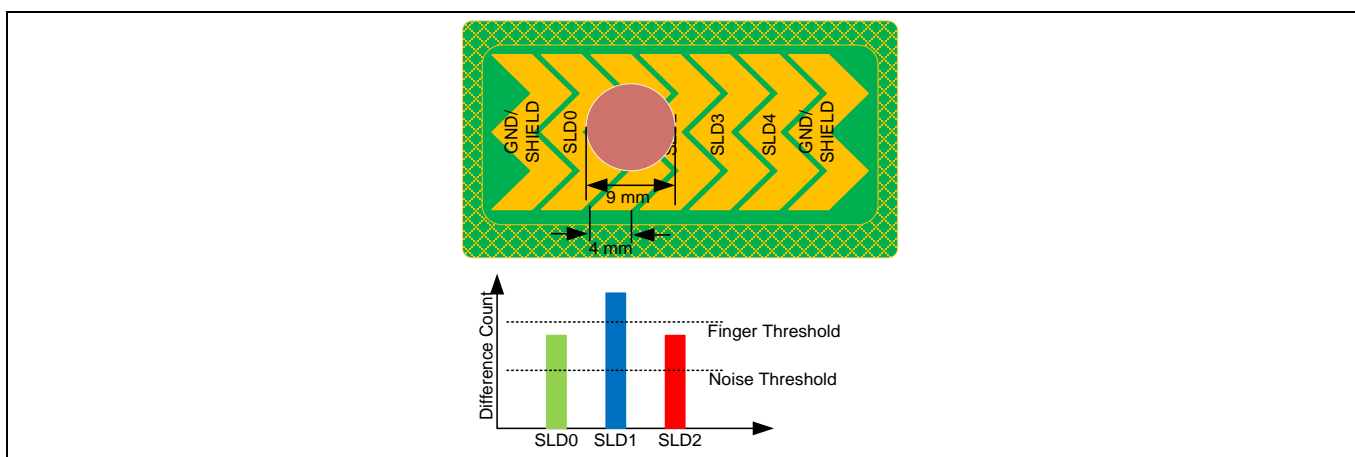 GND/
SHIELD
SLD0
SLD3
SLD4
GND/
SHIELD
9 mm
4 mm
Difference Count
Finger Threshold
Noise Threshold
SLD0
SLD1
SLD2